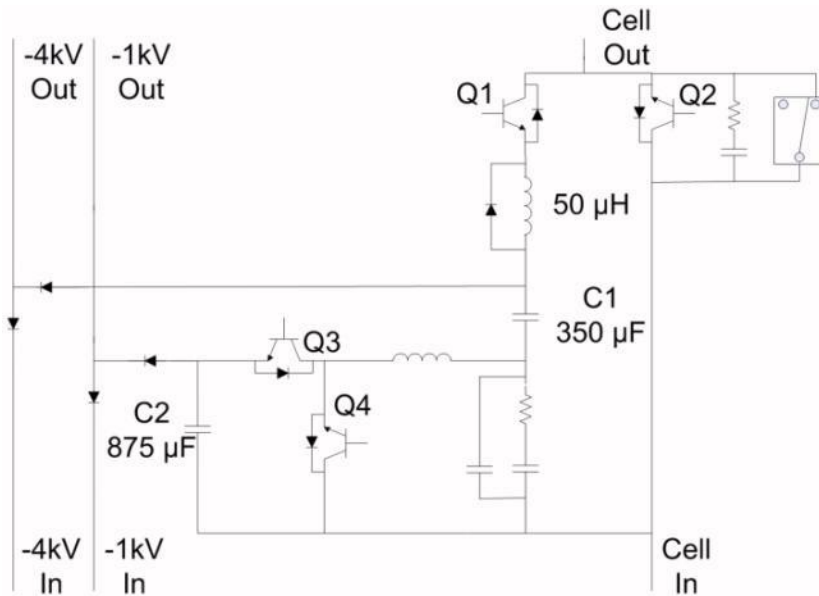 -4kV
Out
-1kV
Out
Cell
Out
Q1
Q2
50 µH
C1
350 µF
Q3
Q4
C2
875 µF
-4kV
In
-1kV
In
Cell
In